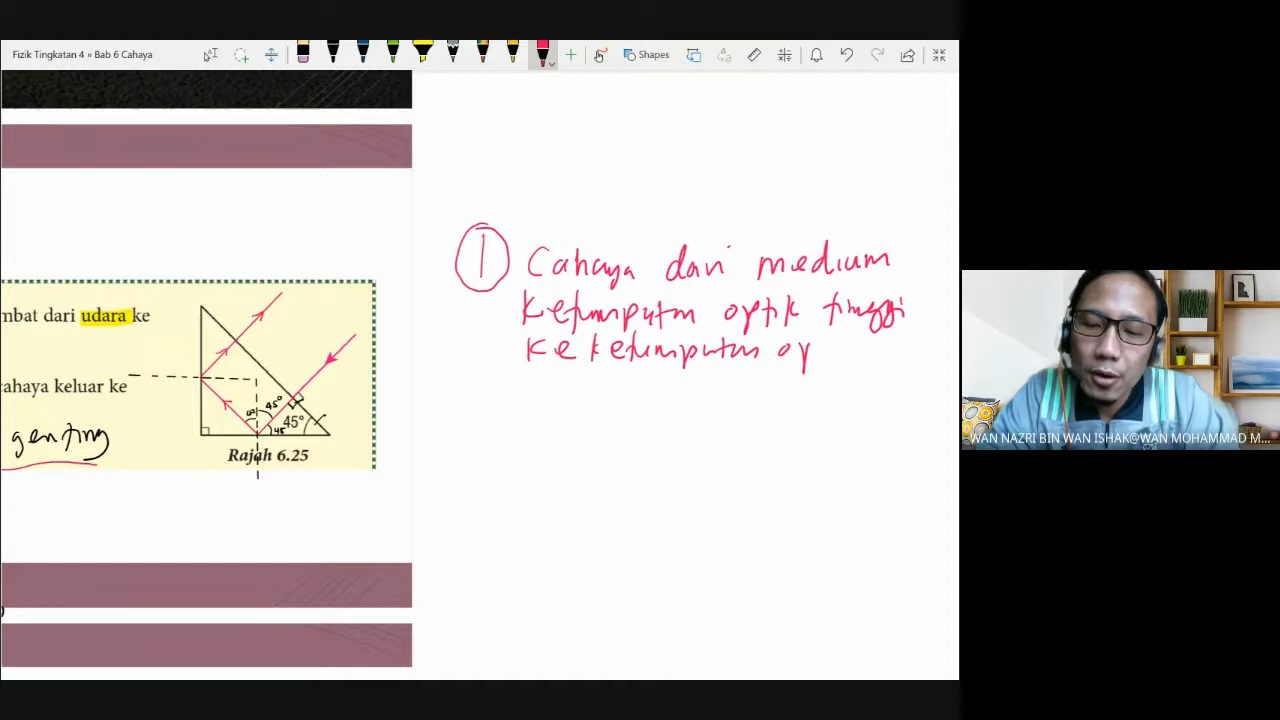 Fizik Tingkatan 4 » Bab 6 Cahaya
Shapes
mbat dari udara ke
cahaya keluar ke
genting
45°
45°
45
Rajah 6.25
1 Cahaya dari medium
Ketumpatan optik tinggi
Ke ketumpatan op
WAN NAZRI BIN WAN ISHAK@WAN MOHAMMAD M...